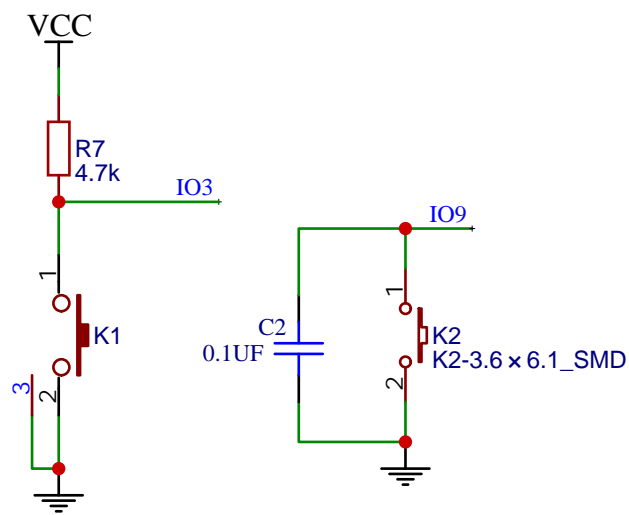 VCC
R7
4.7k
IO3
1
K1
3
2
IO9
1
C2
0.1UF
K2
K2-3.6×6.1_SMD
2